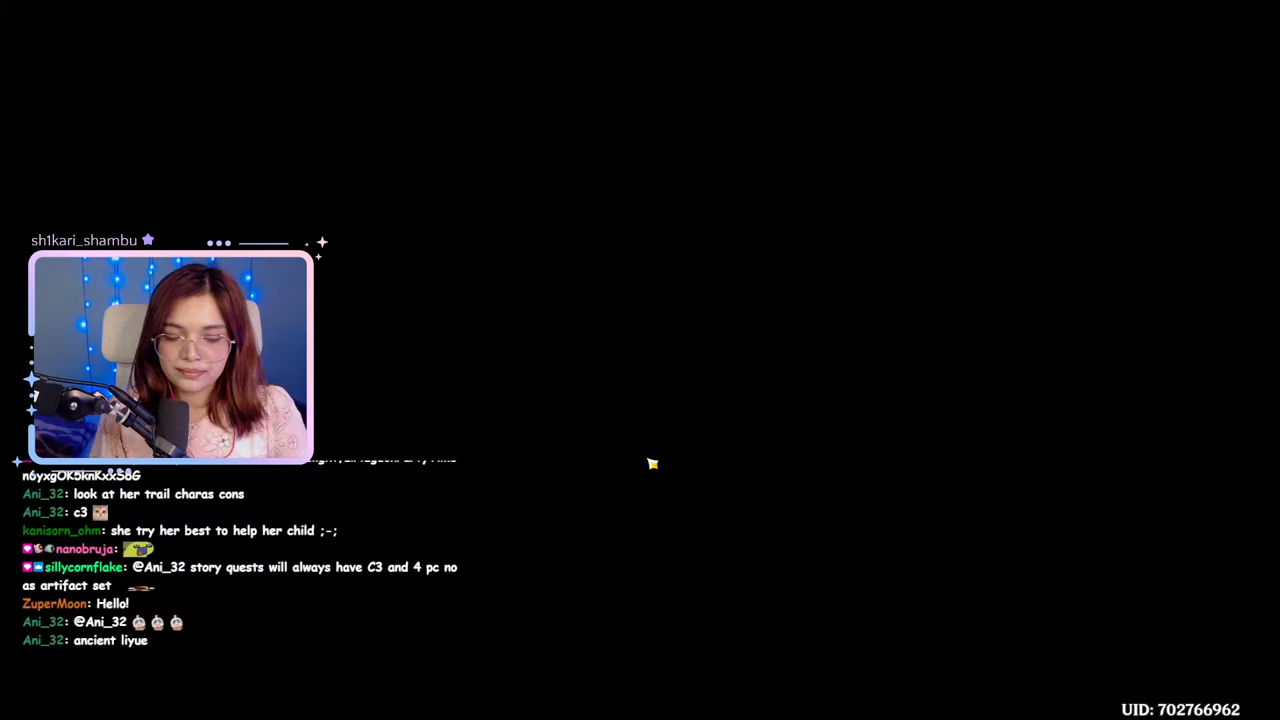 sh1kari_shambu
n6yxgOK5knKxxS8G
Ani_32: look at her trail charas cons
Ani_32: c3
kanisorn_ohm: she try her best to help her child ;-;
nanobruja:
sillycornflake: @Ani_32 story quests will always have C3 and 4 pc no
as artifact set
ZuperMoon: Hello!
Ani_32: @Ani_32
Ani_32: ancient liyue
UID: 702766962